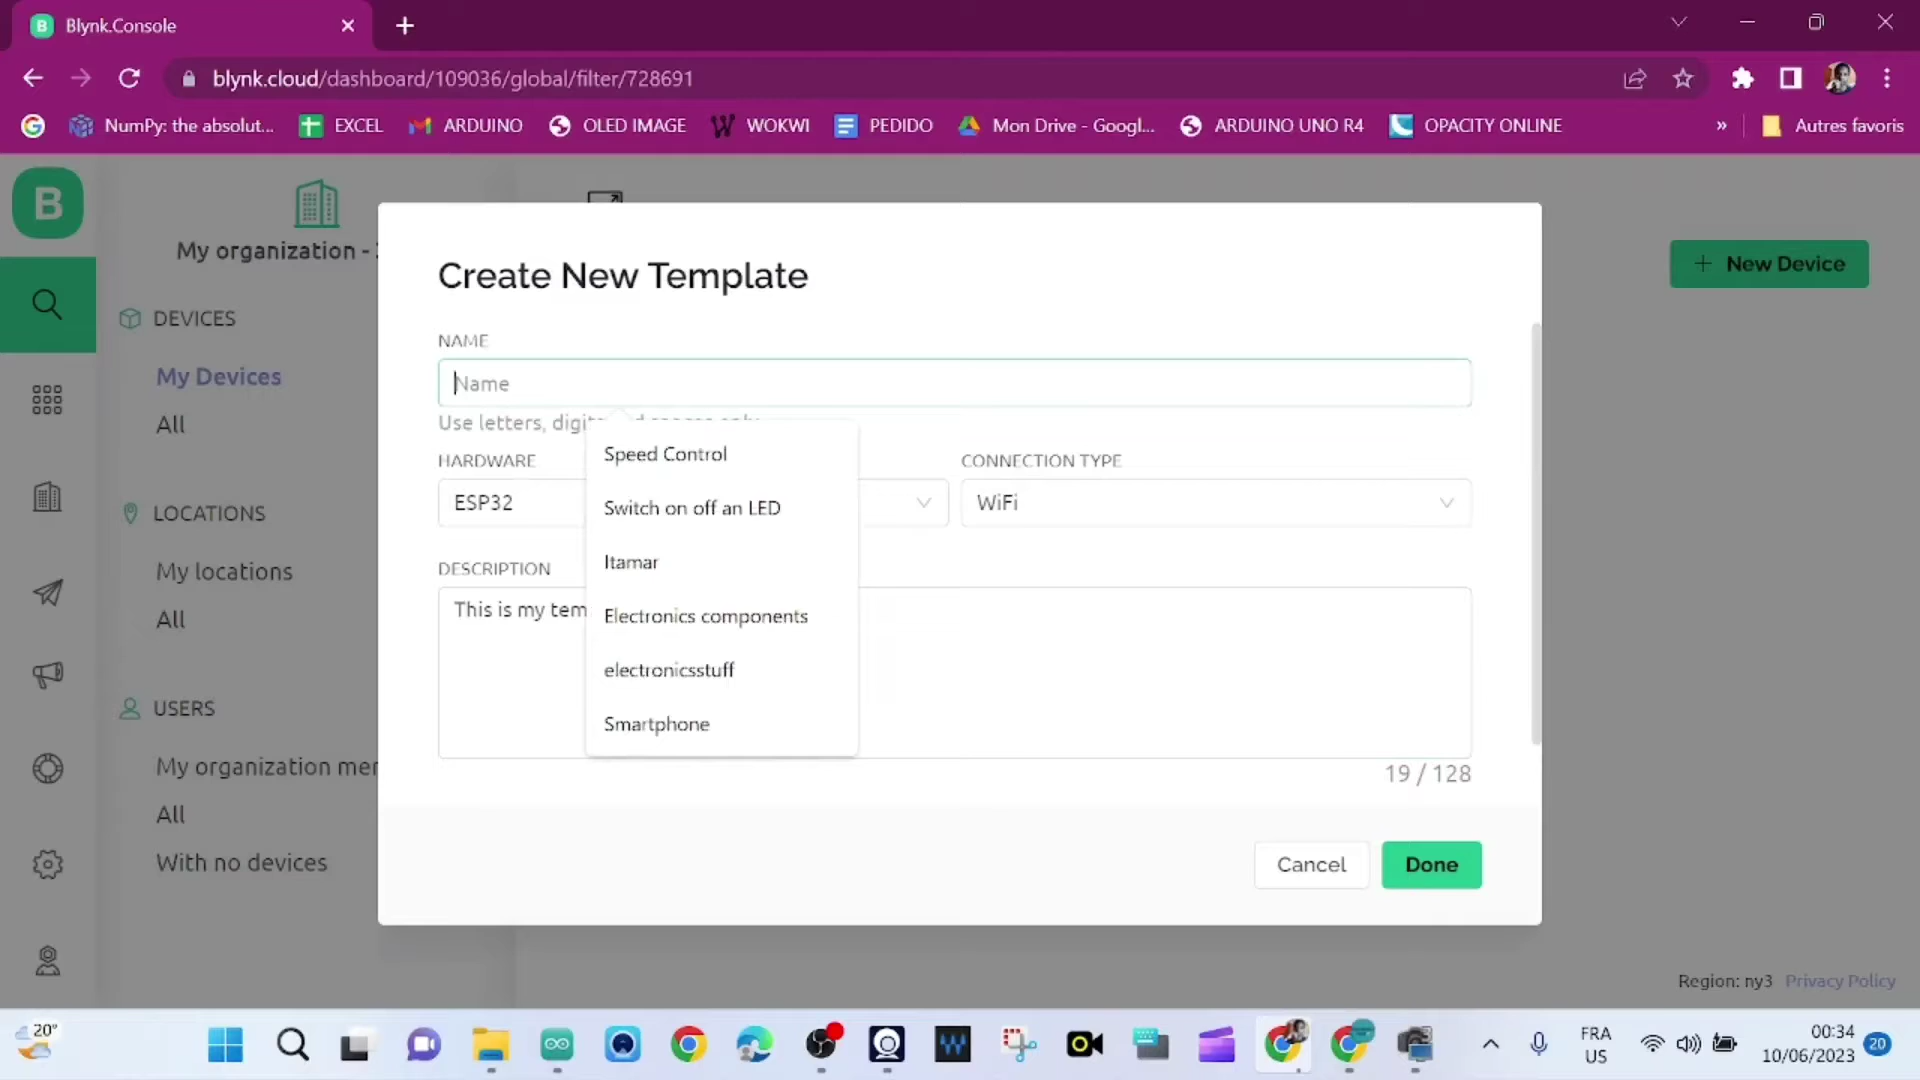 Blynk.Console
blynk.cloud/dashboard/109036/global/filter/728691
NumPy: the absolut...
EXCEL
ARDUINO
OLED IMAGE
WOKWI
PEDIDO
Mon Drive - Googl...
ARDUINO UNO R4
OPACITY ONLINE
»
Autres favoris
B
My organization -
New Device
DEVICES
My Devices
All
LOCATIONS
My locations
All
USERS
My organization mer
All
With no devices
Create New Template
NAME
Name
Use letters, digit
HARDWARE
CONNECTION TYPE
ESP32
WiFi
DESCRIPTION
This is my tem
Speed Control
Switch on off an LED
Itamar
Electronics components
electronicsstuff
Smartphone
19 / 128
Cancel
Done
Region: ny3 Privacy Policy
20°
FRA
US
00:34
10/06/2023
20